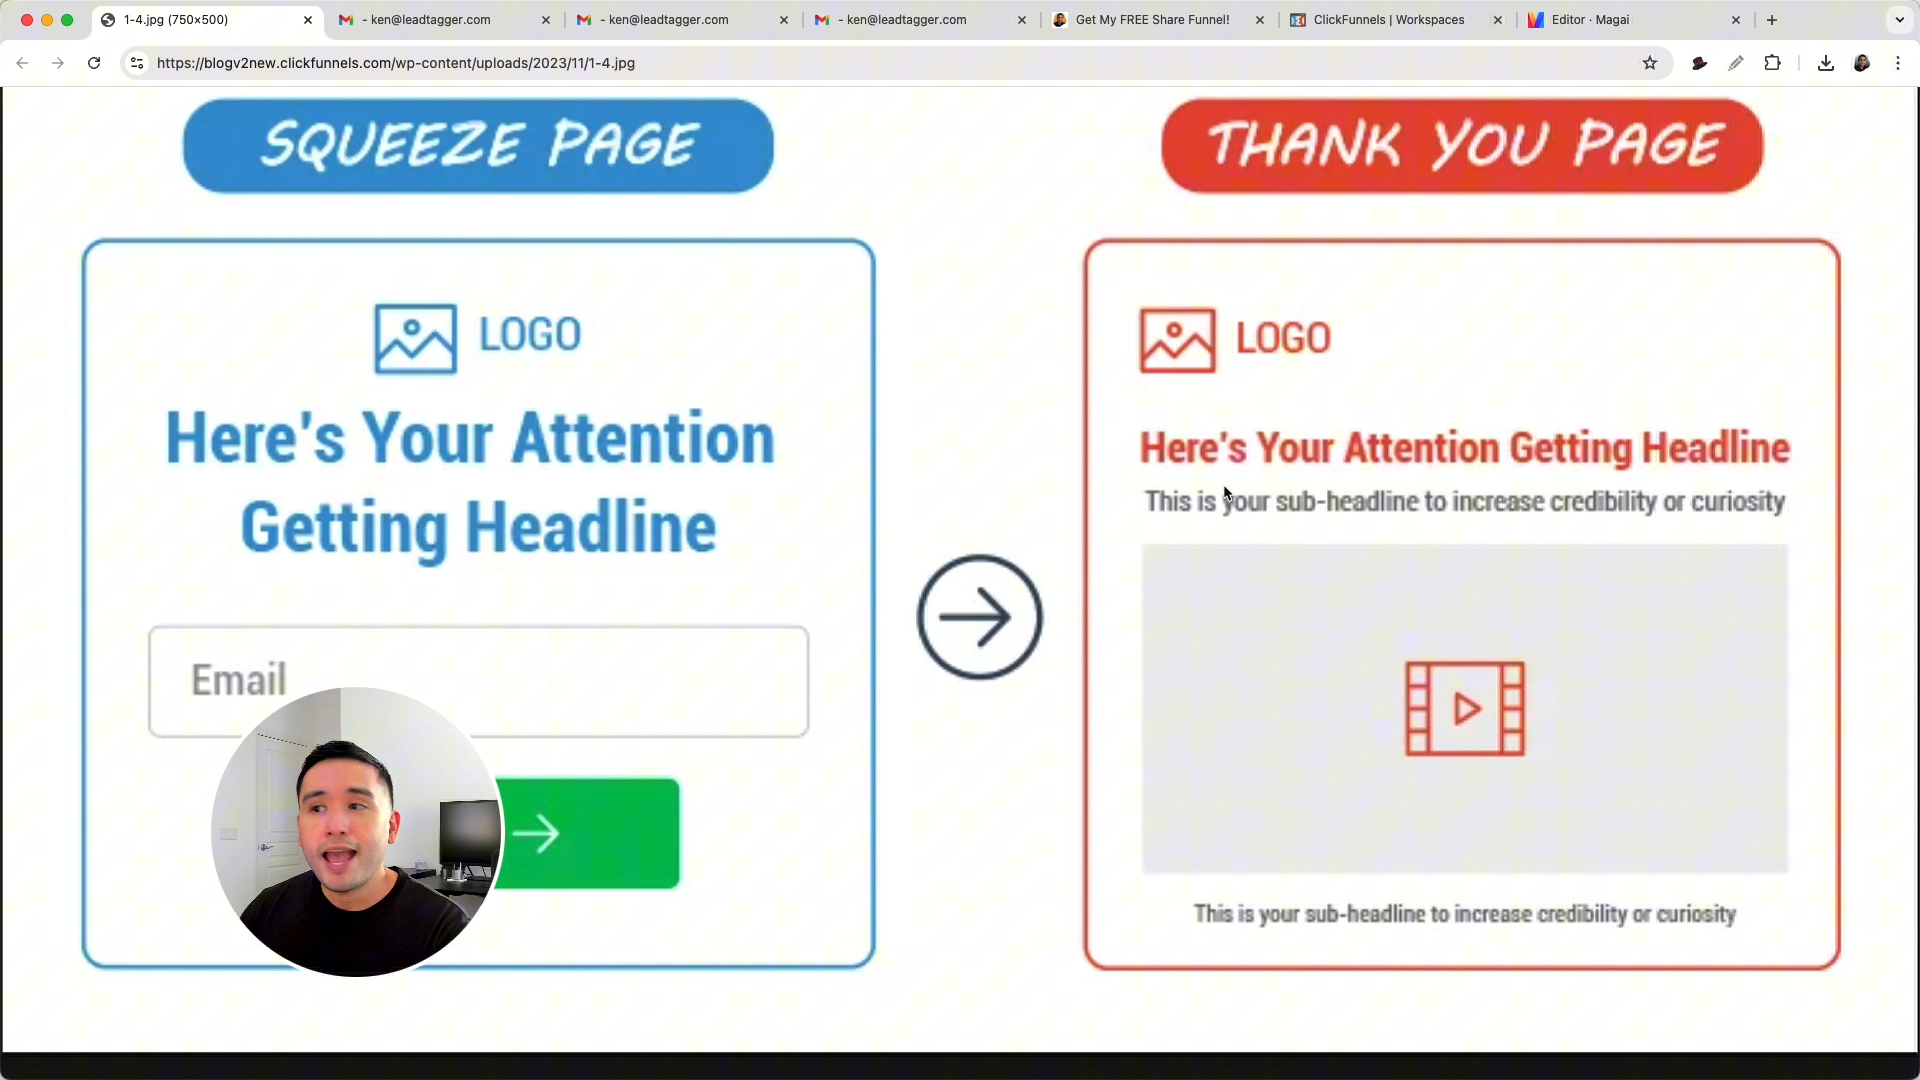 1-4.jpg (750×500)
- ken@leadtagger.com
- ken@leadtagger.com
- ken@leadtagger.com
Get My FREE Share Funnel!
ClickFunnels | Workspaces
Editor · Magai
https://blogv2new.clickfunnels.com/wp-content/uploads/2023/11/1-4.jpg
SQUEEZE PAGE
LOGO
Here's Your Attention
Getting Headline
Email
THANK YOU PAGE
LOGO
Here's Your Attention Getting Headline
This is your sub-headline to increase credibility or curiosity
This is your sub-headline to increase credibility or curiosity